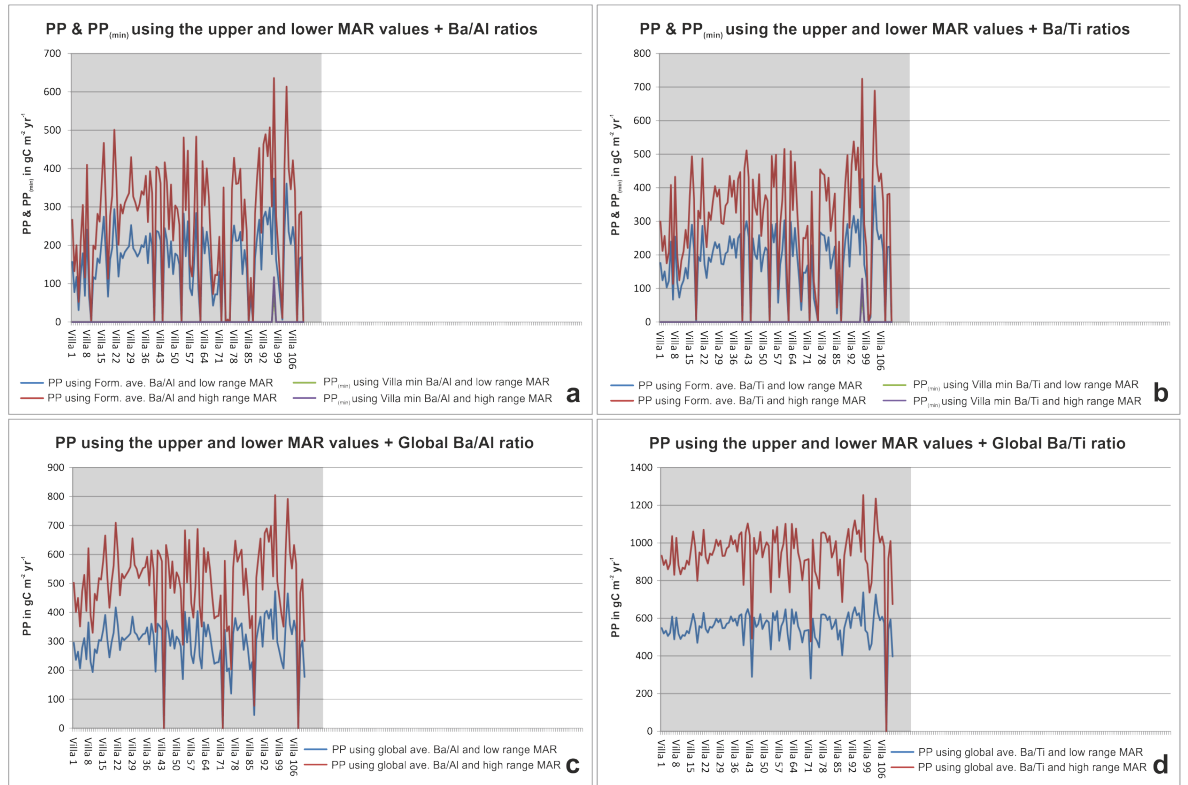 PP & PP(min) using the upper and lower MAR values + Ba/Al ratios
PP & PP (min) in gC m-2 yr-1
700
600
500
400
300
200
100
0
Villa 1
Villa 8
Villa 15
Villa 22
Villa 29
Villa 36
Villa 43
Villa 50
Villa 57
Villa 64
Villa 71
Villa 78
Villa 85
Villa 92
Villa 99
Villa 106
PP using Form. ave. Ba/Al and low range MAR
PP(min) using Villa min Ba/Al and low range MAR
PP using Form. ave. Ba/Al and high range MAR
PP(min) using Villa min Ba/Al and high range MAR
a
PP & PP(min) using the upper and lower MAR values + Ba/Ti ratios
PP & PP (min) in gC m-2 yr-1
800
700
600
500
400
300
200
100
0
Villa 1
Villa 8
Villa 15
Villa 22
Villa 29
Villa 36
Villa 43
Villa 50
Villa 57
Villa 64
Villa 71
Villa 78
Villa 85
Villa 92
Villa 99
Villa 106
PP using Form. ave. Ba/Ti and low range MAR
PP(min) using Villa min Ba/Ti and low range MAR
PP using Form. ave. Ba/Ti and high range MAR
PP(min) using Villa min Ba/Ti and high range MAR
b
PP using the upper and lower MAR values + Global Ba/Al ratio
PP in gC m-2 yr-1
900
800
700
600
500
400
300
200
100
0
Villa 1
Villa 8
Villa 15
Villa 22
Villa 29
Villa 36
Villa 43
Villa 50
Villa 57
Villa 64
Villa 71
Villa 78
Villa 85
Villa 92
Villa 99
Villa 106
PP using global ave. Ba/Al and low range MAR
PP using global ave. Ba/Al and high range MAR
c
PP using the upper and lower MAR values + Global Ba/Ti ratio
PP in gC m-2 yr-1
1400
1200
1000
800
600
400
200
0
Villa 1
Villa 8
Villa 15
Villa 22
Villa 29
Villa 36
Villa 43
Villa 50
Villa 57
Villa 64
Villa 71
Villa 78
Villa 85
Villa 92
Villa 99
Villa 106
PP using global ave. Ba/Ti and low range MAR
PP using global ave. Ba/Ti and high range MAR
d